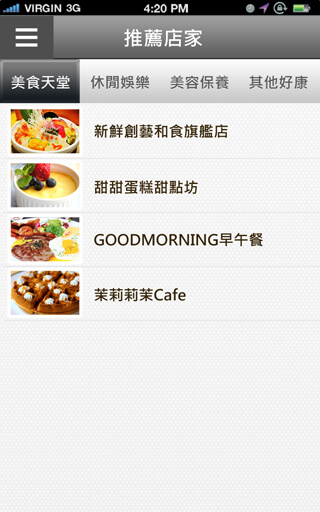 VIRGIN 3G 4:20 PM
推薦店家
美食天堂 休閒娛樂 美容保養 其他好康
新鮮創藝和食旗艦店
甜甜蛋糕甜點坊
GOODMORNING早午餐
茉莉莉茉Cafe